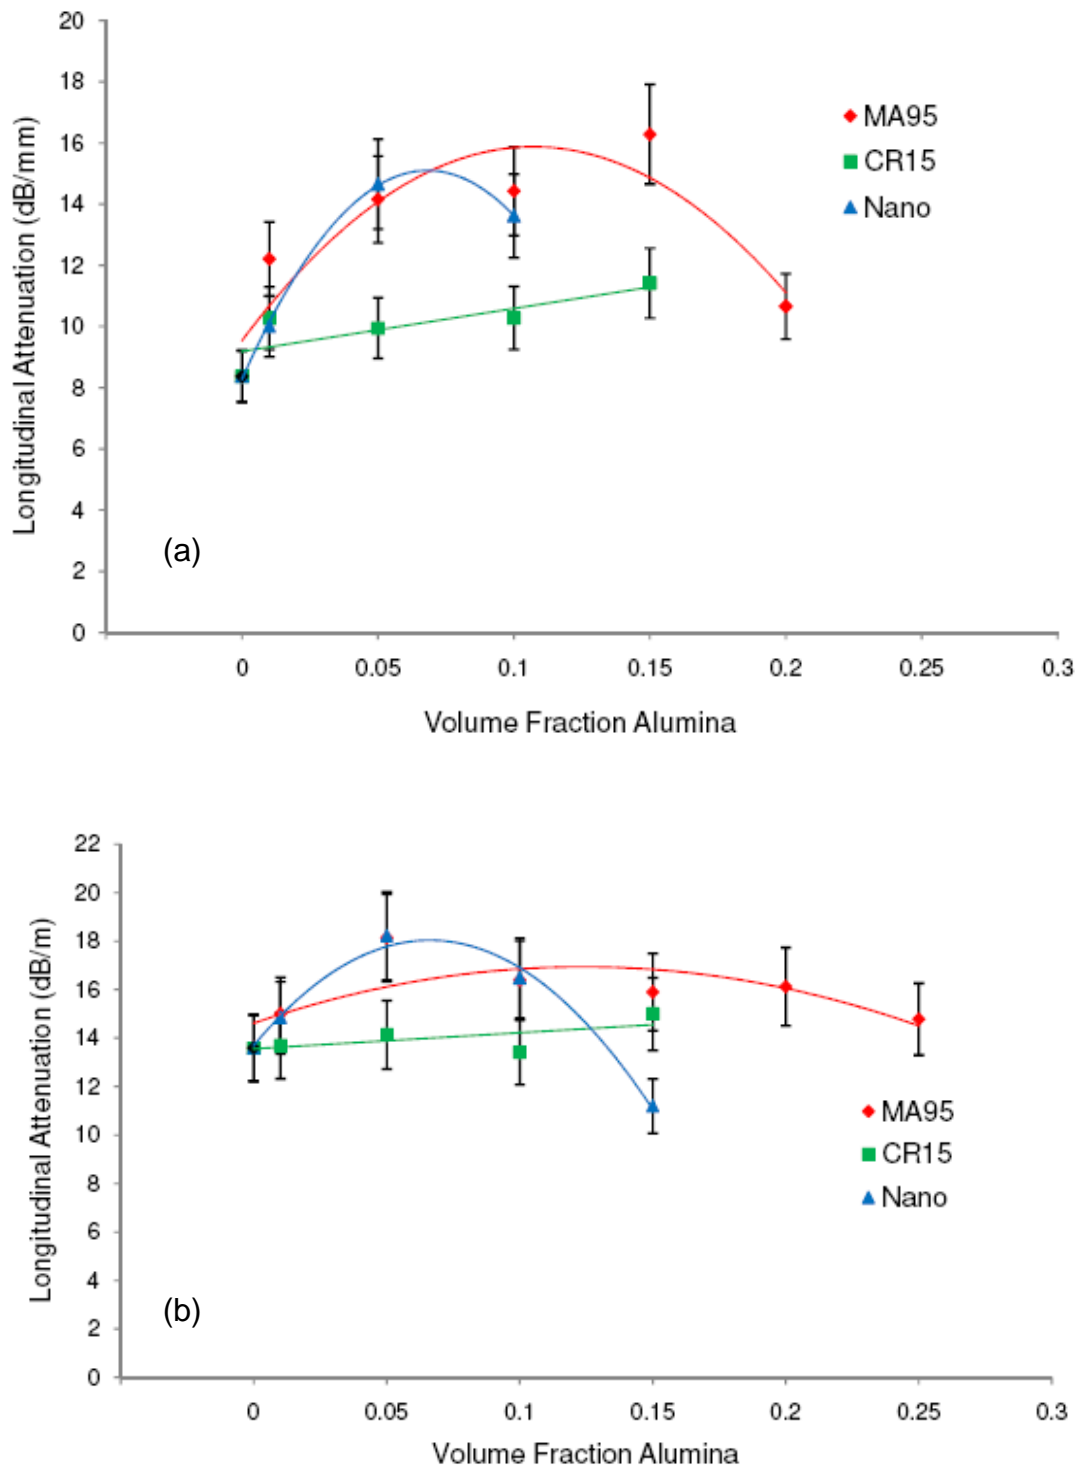 20
18
16
14
12
10
8
6
4
2
0
Longitudinal Attenuation (dB/mm)
MA95
CR15
Nano
(a)
0 0.05 0.1 0.15 0.2 0.25 0.3
Volume Fraction Alumina
22
20
18
16
14
12
10
8
6
4
2
0
Longitudinal Attenuation (dB/m)
MA95
CR15
Nano
(b)
0 0.05 0.1 0.15 0.2 0.25 0.3
Volume Fraction Alumina